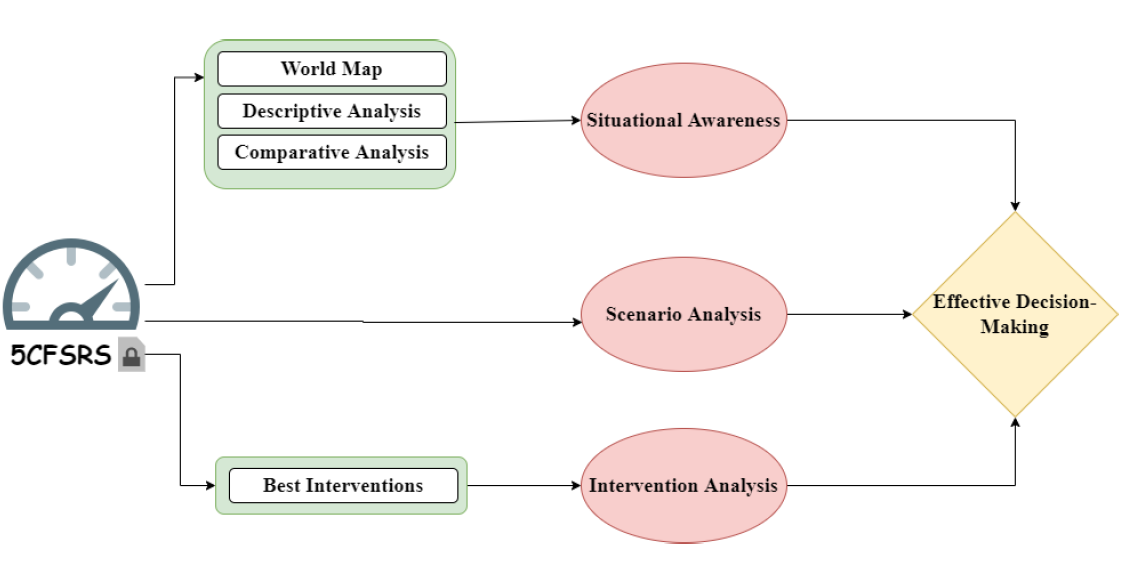 World Map
Descriptive Analysis
Comparative Analysis
Situational Awareness
5CFSRS
Scenario Analysis
Effective Decision-
Making
Best Interventions
Intervention Analysis